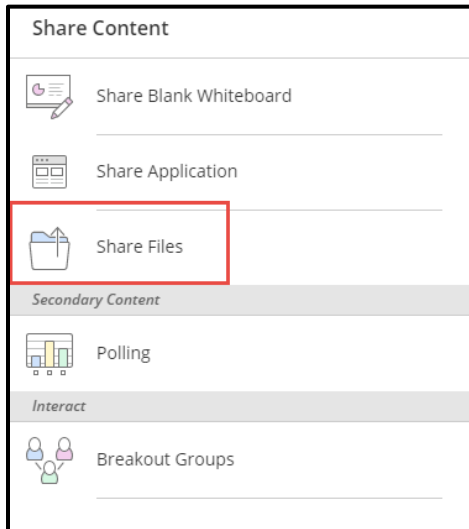 Share Content
Share Blank Whiteboard
Share Application
Share Files
Secondary Content
Polling
Interact
Breakout Groups